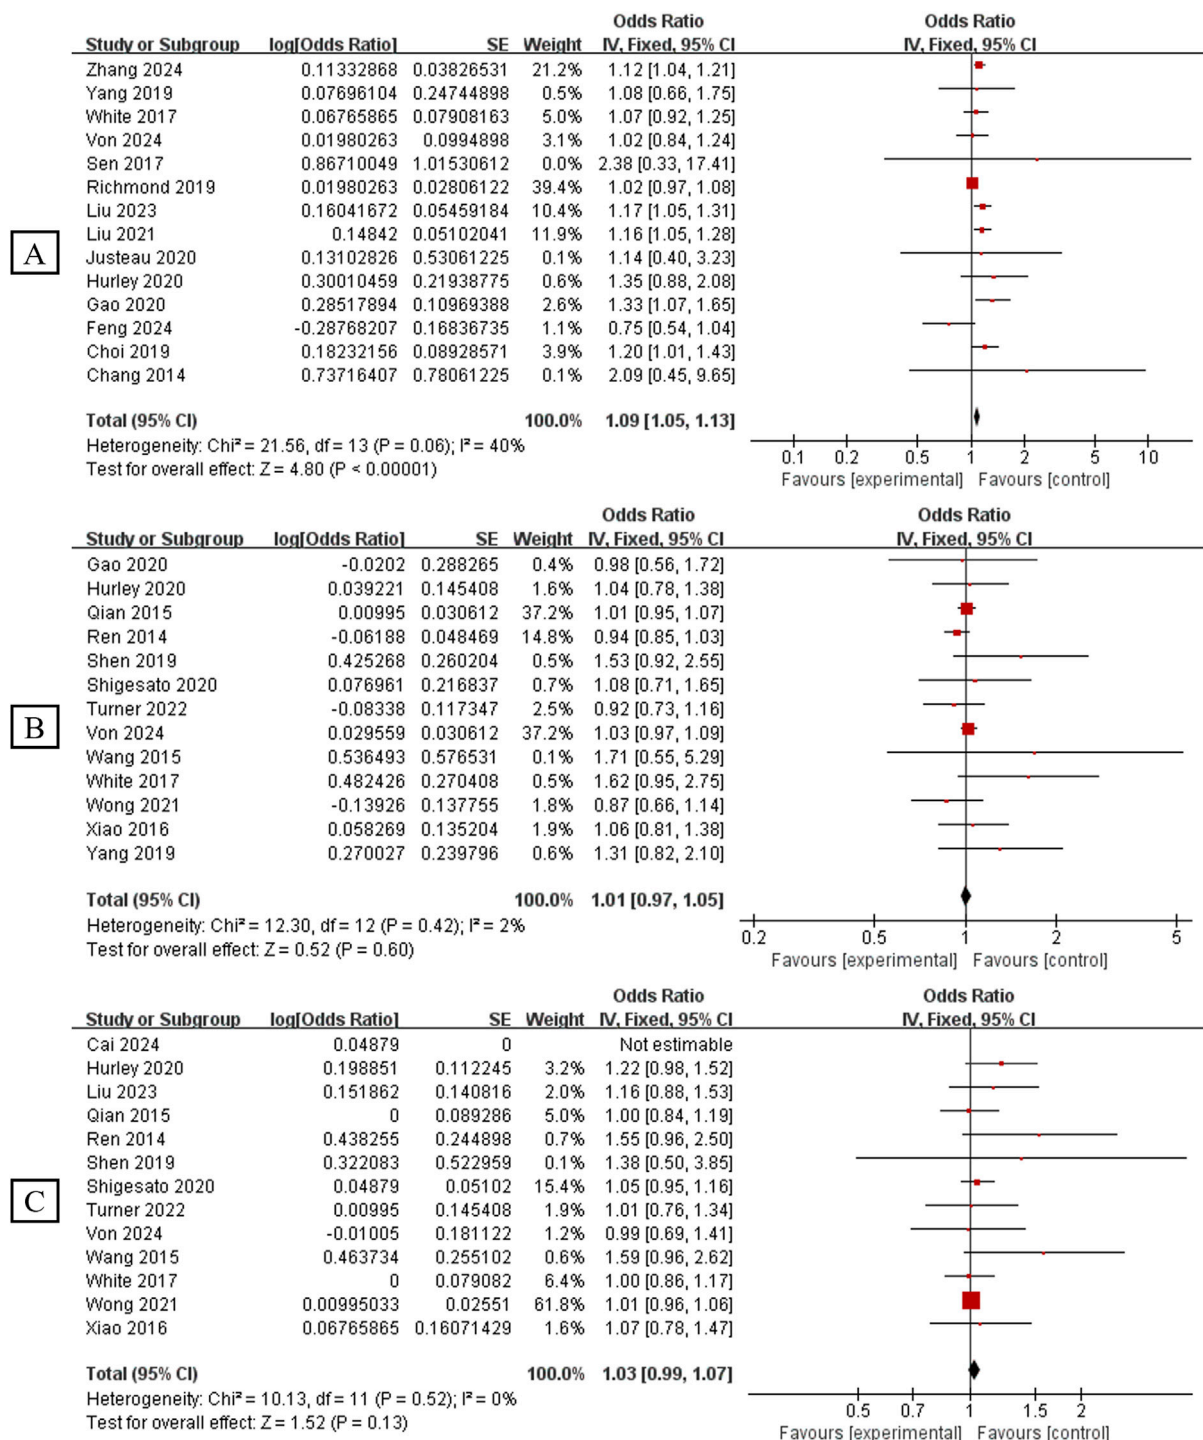 Odds Ratio Odds Ratio
Study or Subgroup log[Odds Ratio] SE Weight IV, Fixed, 95% CI IV, Fixed, 95% CI
Zhang 2024 0.11332868 0.03826531 21.2% 1.12 [1.04, 1.21]
Yang 2019 0.07696104 0.24744898 0.5% 1.08 [0.66, 1.75]
White 2017 0.06765865 0.07908163 5.0% 1.07 [0.92, 1.25]
Von 2024 0.01980263 0.0994898 3.1% 1.02 [0.84, 1.24]
Sen 2017 0.86710049 1.01530612 0.0% 2.38 [0.33, 17.41]
Richmond 2019 0.01980263 0.02806122 39.4% 1.02 [0.97, 1.08]
Liu 2023 0.16041672 0.05459184 10.4% 1.17 [1.05, 1.31]
Liu 2021 0.14842 0.05102041 11.9% 1.16 [1.05, 1.28]
A
Justeau 2020 0.13102826 0.53061225 0.1% 1.14 [0.40, 3.23]
Hurley 2020 0.30010459 0.21938775 0.6% 1.35 [0.88, 2.08]
Gao 2020 0.28517894 0.10969388 2.6% 1.33 [1.07, 1.65]
Feng 2024 -0.28768207 0.16836735 1.1% 0.75 [0.54, 1.04]
Choi 2019 0.18232156 0.08928571 3.9% 1.20 [1.01, 1.43]
Chang 2014 0.73716407 0.78061225 0.1% 2.09 [0.45, 9.65]
Total (95% CI) 100.0% 1.09 [1.05, 1.13]
Heterogeneity: Chi² = 21.56, df = 13 (P = 0.06); I² = 40%
Test for overall effect: Z = 4.80 (P < 0.00001)
0.1 0.2 0.5 1 2 5 10
Favours [experimental] Favours [control]
Odds Ratio Odds Ratio
Study or Subgroup log[Odds Ratio] SE Weight IV, Fixed, 95% CI IV, Fixed, 95% CI
Gao 2020 -0.0202 0.288265 0.4% 0.98 [0.56, 1.72]
Hurley 2020 0.039221 0.145408 1.6% 1.04 [0.78, 1.38]
Qian 2015 0.00995 0.030612 37.2% 1.01 [0.95, 1.07]
Ren 2014 -0.06188 0.048469 14.8% 0.94 [0.85, 1.03]
Shen 2019 0.425268 0.260204 0.5% 1.53 [0.92, 2.55]
Shigesato 2020 0.076961 0.216837 0.7% 1.08 [0.71, 1.65]
Turner 2022 -0.08338 0.117347 2.5% 0.92 [0.73, 1.16]
B
Von 2024 0.029559 0.030612 37.2% 1.03 [0.97, 1.09]
Wang 2015 0.536493 0.576531 0.1% 1.71 [0.55, 5.29]
White 2017 0.482426 0.270408 0.5% 1.62 [0.95, 2.75]
Wong 2021 -0.13926 0.137755 1.8% 0.87 [0.66, 1.14]
Xiao 2016 0.058269 0.135204 1.9% 1.06 [0.81, 1.38]
Yang 2019 0.270027 0.239796 0.6% 1.31 [0.82, 2.10]
Total (95% CI) 100.0% 1.01 [0.97, 1.05]
Heterogeneity: Chi² = 12.30, df = 12 (P = 0.42); I² = 2%
Test for overall effect: Z = 0.52 (P = 0.60)
0.2 0.5 1 2 5
Favours [experimental] Favours [control]
Odds Ratio Odds Ratio
Study or Subgroup log[Odds Ratio] SE Weight IV, Fixed, 95% CI IV, Fixed, 95% CI
Cai 2024 0.04879 0 Not estimable
Hurley 2020 0.198851 0.112245 3.2% 1.22 [0.98, 1.52]
Liu 2023 0.151862 0.140816 2.0% 1.16 [0.88, 1.53]
Qian 2015 0 0.089286 5.0% 1.00 [0.84, 1.19]
Ren 2014 0.438255 0.244898 0.7% 1.55 [0.96, 2.50]
Shen 2019 0.322083 0.522959 0.1% 1.38 [0.50, 3.85]
Shigesato 2020 0.04879 0.05102 15.4% 1.05 [0.95, 1.16]
C
Turner 2022 0.00995 0.145408 1.9% 1.01 [0.76, 1.34]
Von 2024 -0.01005 0.181122 1.2% 0.99 [0.69, 1.41]
Wang 2015 0.463734 0.255102 0.6% 1.59 [0.96, 2.62]
White 2017 0 0.079082 6.4% 1.00 [0.86, 1.17]
Wong 2021 0.00995033 0.02551 61.8% 1.01 [0.96, 1.06]
Xiao 2016 0.06765865 0.16071429 1.6% 1.07 [0.78, 1.47]
Total (95% CI) 100.0% 1.03 [0.99, 1.07]
Heterogeneity: Chi² = 10.13, df = 11 (P = 0.52); I² = 0%
Test for overall effect: Z = 1.52 (P = 0.13)
0.5 0.7 1 1.5 2
Favours [experimental] Favours [control]